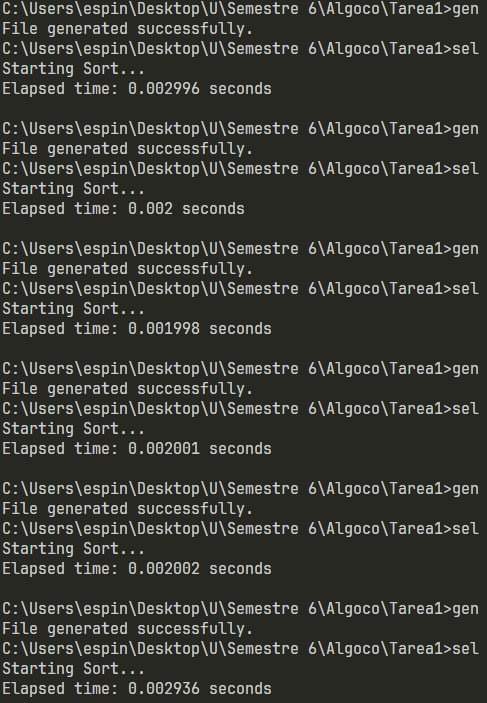 C:\Users\espin\Desktop\U\Semestre 6\Algoco\Tarea1>gen
File generated successfully.
C:\Users\espin\Desktop\U\Semestre 6\Algoco\Tarea1>sel
Starting Sort...
Elapsed time: 0.002996 seconds
C:\Users\espin\Desktop\U\Semestre 6\Algoco\Tarea1>gen
File generated successfully.
C:\Users\espin\Desktop\U\Semestre 6\Algoco\Tarea1>sel
Starting Sort...
Elapsed time: 0.002 seconds
C:\Users\espin\Desktop\U\Semestre 6\Algoco\Tarea1>gen
File generated successfully.
C:\Users\espin\Desktop\U\Semestre 6\Algoco\Tarea1>sel
Starting Sort...
Elapsed time: 0.001998 seconds
C:\Users\espin\Desktop\U\Semestre 6\Algoco\Tarea1>gen
File generated successfully.
C:\Users\espin\Desktop\U\Semestre 6\Algoco\Tarea1>sel
Starting Sort...
Elapsed time: 0.002001 seconds
C:\Users\espin\Desktop\U\Semestre 6\Algoco\Tarea1>gen
File generated successfully.
C:\Users\espin\Desktop\U\Semestre 6\Algoco\Tarea1>sel
Starting Sort...
Elapsed time: 0.002002 seconds
C:\Users\espin\Desktop\U\Semestre 6\Algoco\Tarea1>gen
File generated successfully.
C:\Users\espin\Desktop\U\Semestre 6\Algoco\Tarea1>sel
Starting Sort...
Elapsed time: 0.002936 seconds